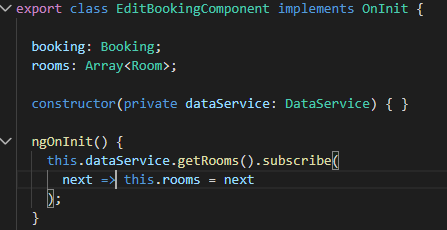 export class EditBookingComponent implements OnInit {
booking: Booking;
rooms: Array<Room>;
constructor(private dataService: DataService) { }
ngOnInit() {
this.dataService.getRooms().subscribe(
next => this.rooms = next
);
}